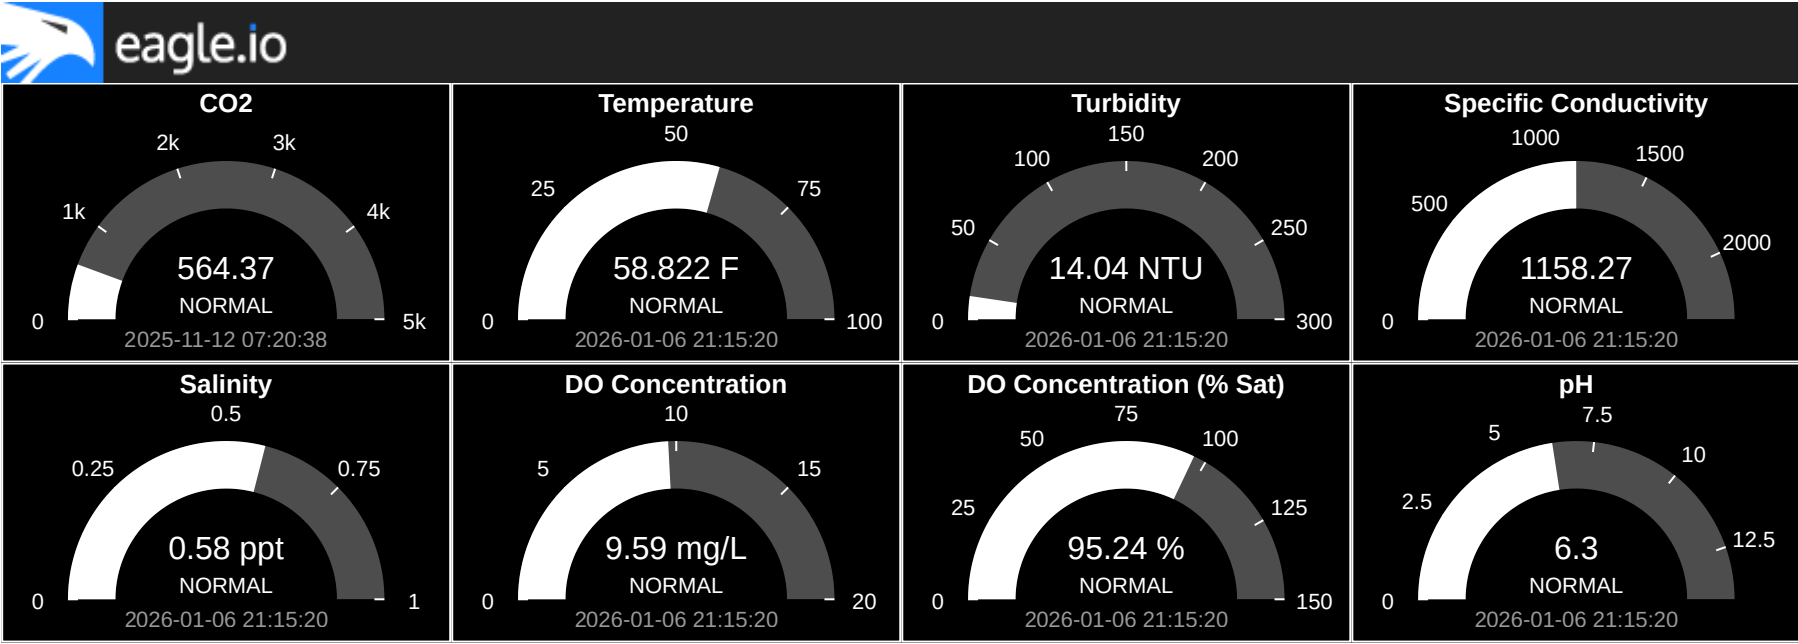 eagle.io
CO2
0
1k
2k
3k
4k
5k
564.37
NORMAL
2025-11-12 07:20:38
Temperature
0
25
50
75
100
58.822 F
NORMAL
2026-01-06 21:15:20
Turbidity
0
50
100
150
200
250
300
14.04 NTU
NORMAL
2026-01-06 21:15:20
Specific Conductivity
0
500
1000
1500
2000
1158.27
NORMAL
2026-01-06 21:15:20
Salinity
0
0.25
0.5
0.75
1
0.58 ppt
NORMAL
2026-01-06 21:15:20
DO Concentration
0
5
10
15
20
9.59 mg/L
NORMAL
2026-01-06 21:15:20
DO Concentration (% Sat)
0
25
50
75
100
125
150
95.24 %
NORMAL
2026-01-06 21:15:20
pH
0
2.5
5
7.5
10
12.5
6.3
NORMAL
2026-01-06 21:15:20